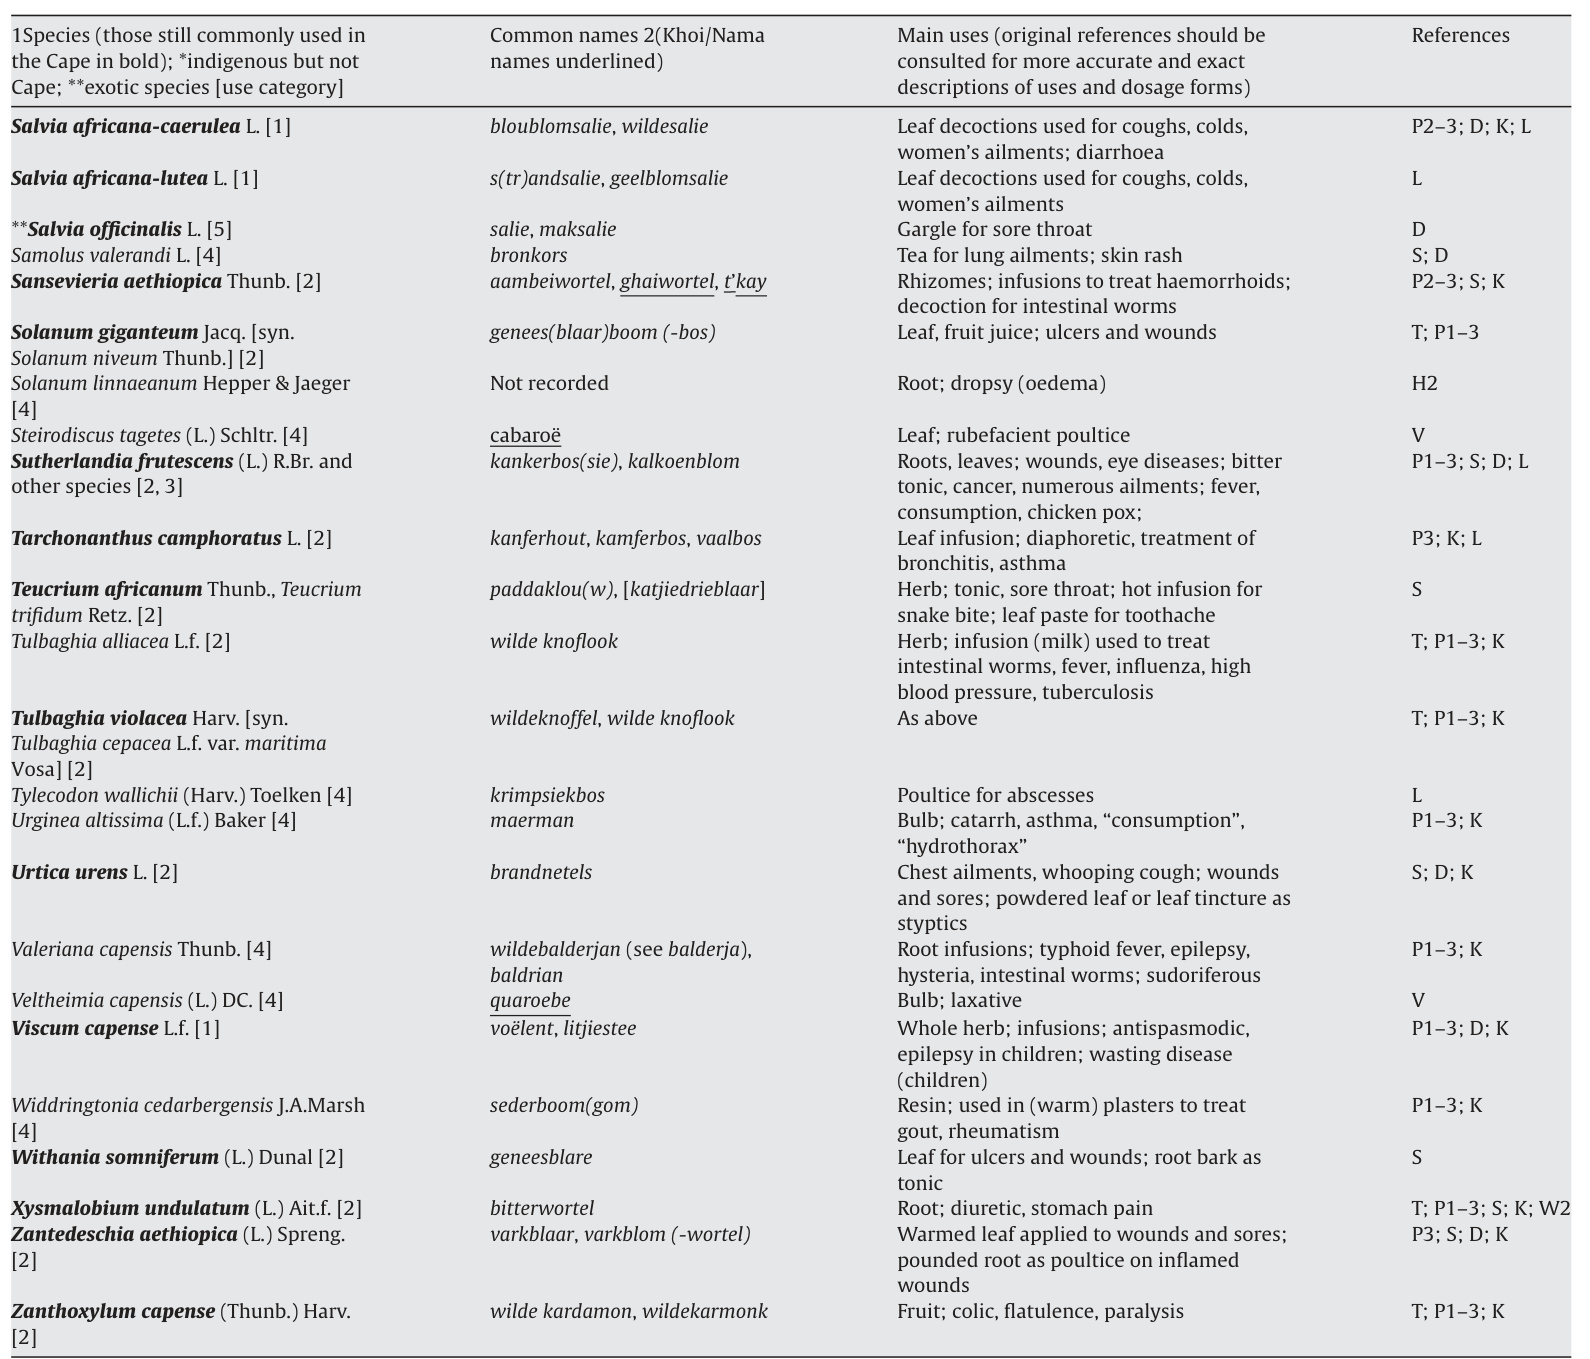 1Species (those still commonly used in the Cape in bold); *indigenous but not Cape; **exotic species [use category] Common names 2(Khoi/Nama names underlined) Main uses (original references should be consulted for more accurate and exact descriptions of uses and dosage forms) References
Salvia africana-caerulea L. [1] bloublomsalie, wildesalie Leaf decoctions used for coughs, colds, women’s ailments; diarrhoea P2–3; D; K; L
Salvia africana-lutea L. [1] s(tr)andsalie, geelblomsalie Leaf decoctions used for coughs, colds, women’s ailments L
**Salvia officinalis L. [5] salie, maksalie Gargle for sore throat D
Samolus valerandi L. [4] bronkors Tea for lung ailments; skin rash S; D
Sansevieria aethiopica Thunb. [2] aambeiwortel, ghaiwortel, t’kay Rhizomes; infusions to treat haemorrhoids; decoction for intestinal worms P2–3; S; K
Solanum giganteum Jacq. [syn. Solanum niveum Thunb.] [2] genees(blaar)boom (-bos) Leaf, fruit juice; ulcers and wounds T; P1–3
Solanum linnaeanum Hepper & Jaeger [4] Not recorded Root; dropsy (oedema) H2
Steirodiscus tagetes (L.) Schltr. [4] cabaroë Leaf; rubefacient poultice V
Sutherlandia frutescens (L.) R.Br. and other species [2, 3] kankerbos(sie), kalkoenblom Roots, leaves; wounds, eye diseases; bitter tonic, cancer, numerous ailments; fever, consumption, chicken pox; P1–3; S; D; L
Tarchonanthus camphoratus L. [2] kanferhout, kamferbos, vaalbos Leaf infusion; diaphoretic, treatment of bronchitis, asthma P3; K; L
Teucrium africanum Thunb., Teucrium trifidum Retz. [2] paddaklou(w), [katjiedrieblaar] Herb; tonic, sore throat; hot infusion for snake bite; leaf paste for toothache S
Tulbaghia alliacea L.f. [2] wilde knoflook Herb; infusion (milk) used to treat intestinal worms, fever, influenza, high blood pressure, tuberculosis T; P1–3; K
Tulbaghia violacea Harv. [syn. Tulbaghia cepacea L.f. var. maritima Vosa] [2] wildeknoffel, wilde knoflook As above T; P1–3; K
Tylecodon wallichii (Harv.) Toelken [4] krimpsiekbos Poultice for abscesses L
Urginea altissima (L.f.) Baker [4] maerman Bulb; catarrh, asthma, “consumption”, “hydrothorax” P1–3; K
Urtica urens L. [2] brandnetels Chest ailments, whooping cough; wounds and sores; powdered leaf or leaf tincture as styptics S; D; K
Valeriana capensis Thunb. [4] wildebalderjan (see balderja), baldrian Root infusions; typhoid fever, epilepsy, hysteria, intestinal worms; sudoriferous P1–3; K
Veltheimia capensis (L.) DC. [4] quaroebe Bulb; laxative V
Viscum capense L.f. [1] voëlent, litjiestee Whole herb; infusions; antispasmodic, epilepsy in children; wasting disease (children) P1–3; D; K
Widdringtonia cedarbergensis J.A.Marsh [4] sederboom(gom) Resin; used in (warm) plasters to treat gout, rheumatism P1–3; K
Withania somniferum (L.) Dunal [2] geneesblare Leaf for ulcers and wounds; root bark as tonic S
Xysmalobium undulatum (L.) Ait.f. [2] bitterwortel Root; diuretic, stomach pain T; P1–3; S; K; W2
Zantedeschia aethiopica (L.) Spreng. [2] varkblaar, varkblom (-wortel) Warmed leaf applied to wounds and sores; pounded root as poultice on inflamed wounds P3; S; D; K
Zanthoxylum capense (Thunb.) Harv. [2] wilde kardamon, wildekarmonk Fruit; colic, flatulence, paralysis T; P1–3; K